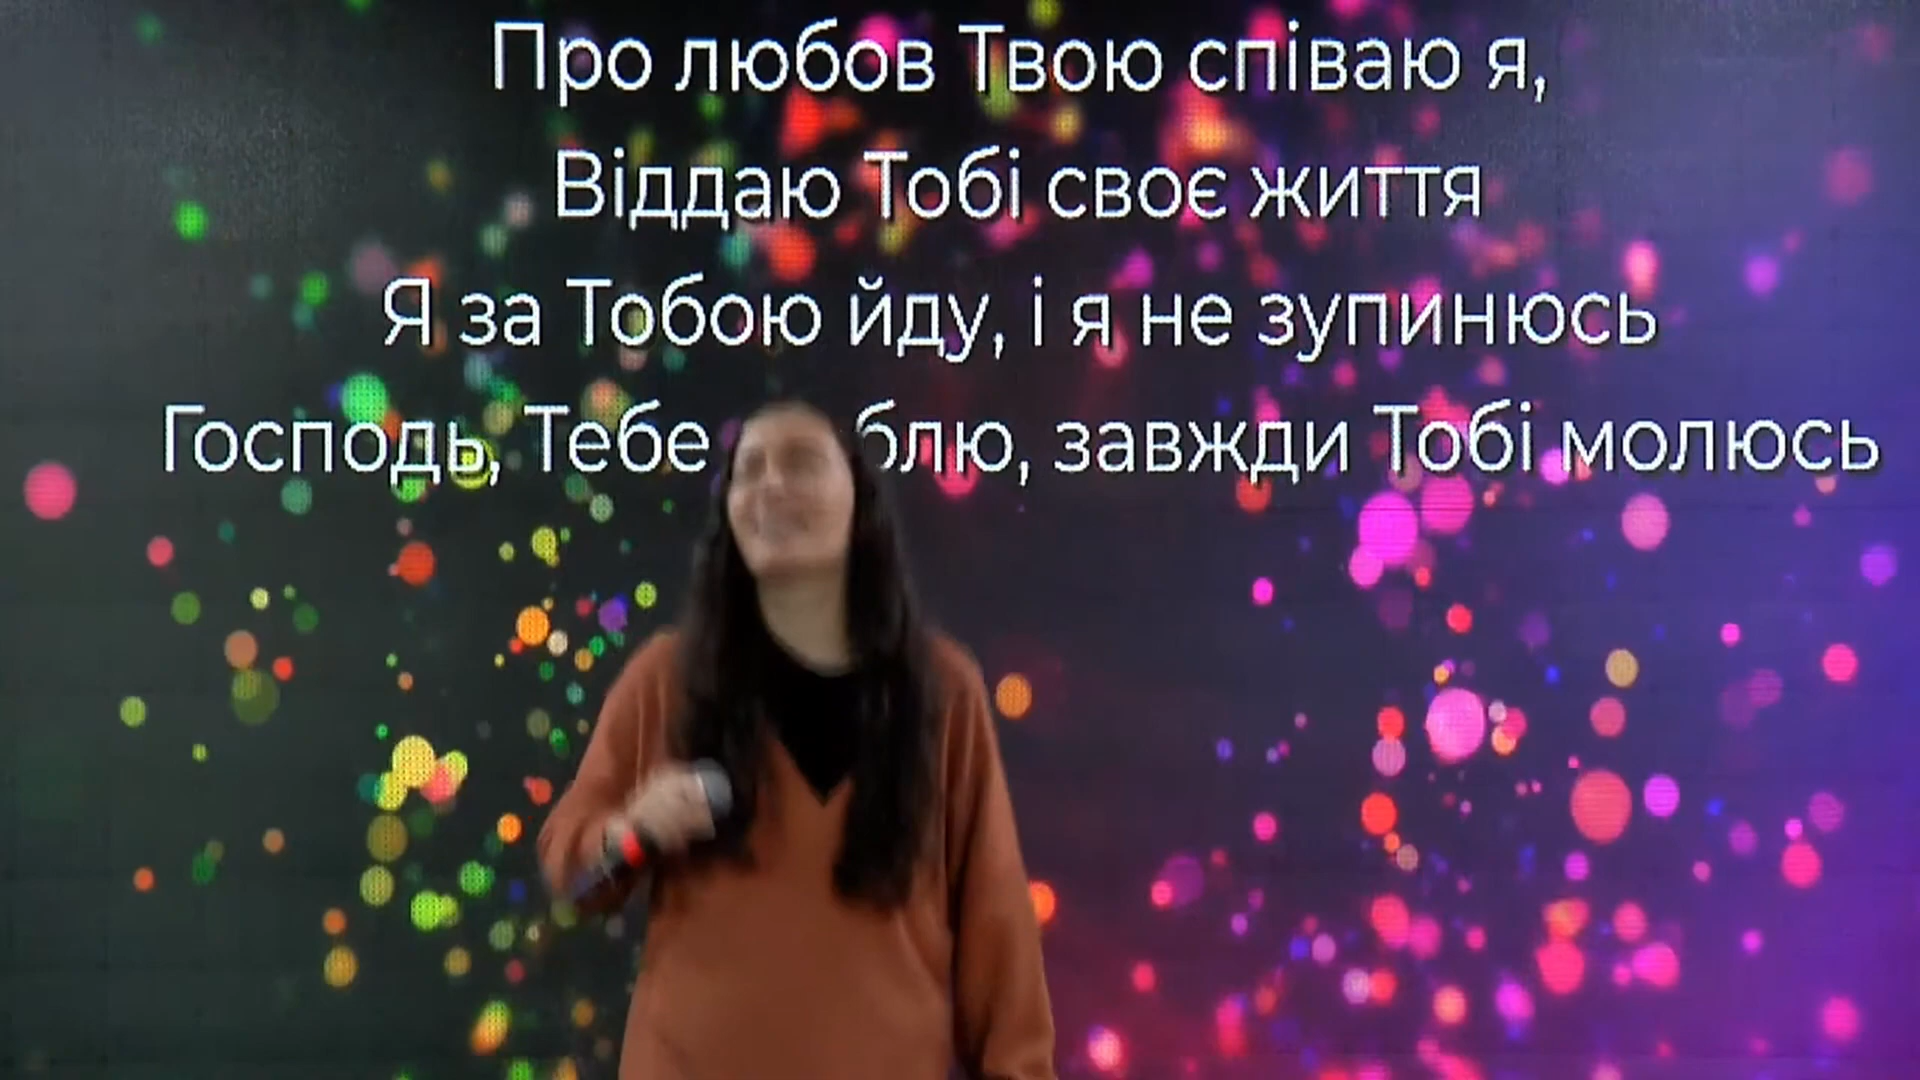 Про любов Твою співаю я,
Віддаю Тобі своє життя
Я за Тобою йду, і я не зупинюсь
Господь, Тебе блю, завжди Тобі молюсь